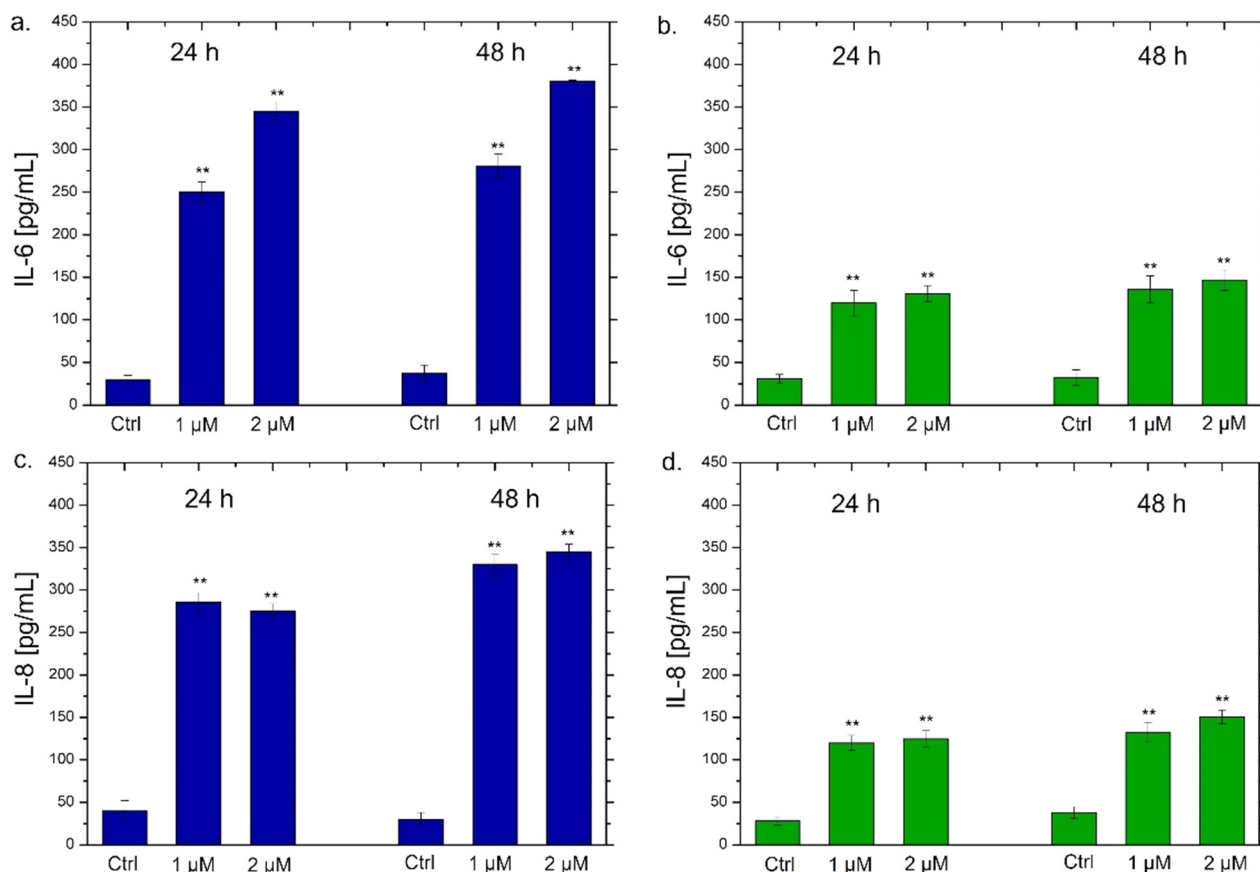 a.
24 h
48 h
IL-6 [pg/mL]
450
400
350
300
250
200
150
100
50
0
**
**
**
**
Ctrl
1 µM
2 µM
Ctrl
1 µM
2 µM
b.
24 h
48 h
IL-6 [pg/mL]
450
400
350
300
250
200
150
100
50
0
**
**
**
**
Ctrl
1 µM
2 µM
Ctrl
1 µM
2 µM
c.
24 h
48 h
IL-8 [pg/mL]
450
400
350
300
250
200
150
100
50
0
**
**
**
**
Ctrl
1 µM
2 µM
Ctrl
1 µM
2 µM
d.
24 h
48 h
IL-8 [pg/mL]
450
400
350
300
250
200
150
100
50
0
**
**
**
**
Ctrl
1 µM
2 µM
Ctrl
1 µM
2 µM